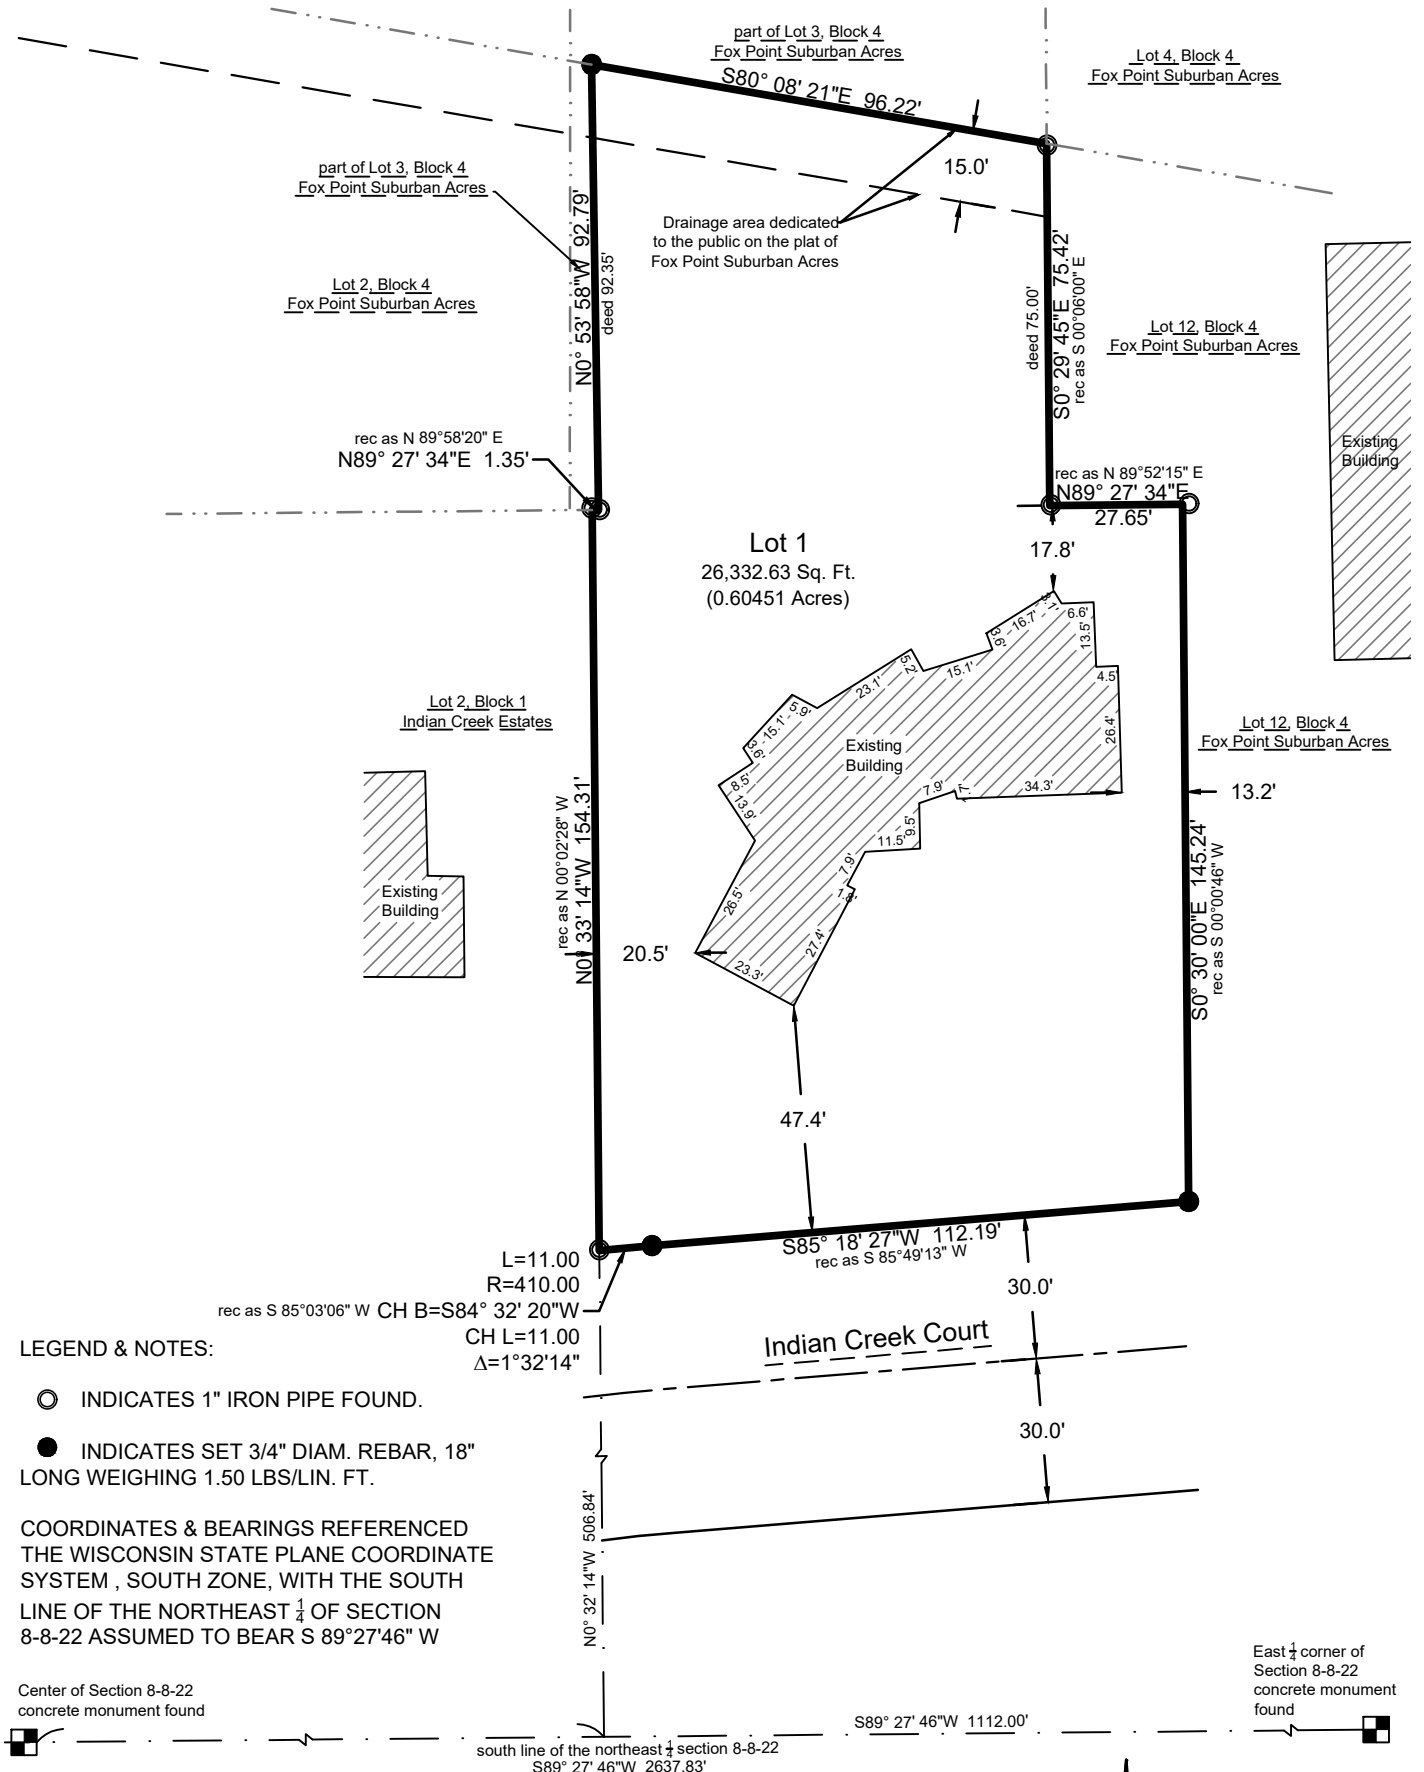 part of Lot 3, Block 4
Fox Point Suburban Acres
Lot 4, Block 4
Fox Point Suburban Acres
S80° 08' 21"E 96.22'
15.0'
part of Lot 3, Block 4
Fox Point Suburban Acres
N0° 53' 58"W 92.79'
deed 92.35'
Drainage area dedicated
to the public on the plat of
Fox Point Suburban Acres
deed 75.00'
S0° 29' 45"E 75.42'
rec as S 00°06'00" E
Lot 2, Block 4
Fox Point Suburban Acres
Lot 12, Block 4
Fox Point Suburban Acres
Existing
Building
rec as N 89°58'20" E
N89° 27' 34"E 1.35'
rec as N 89°52'15" E
N89° 27' 34"E
27.65'
17.8'
Lot 1
26,332.63 Sq. Ft.
(0.60451 Acres)
3.1'
6.6'
16.7'
3.6'
13.5'
15.1'
5.2'
4.5'
23.1'
5.9'
15.1'
3.6'
26.4'
8.5'
13.9'
Existing
Building
7.9'
34.3'
9.5'
11.5'
7.9'
1.8'
26.5'
27.4'
23.3'
Lot 2, Block 1
Indian Creek Estates
Lot 12, Block 4
Fox Point Suburban Acres
13.2'
rec as N 00°02'28" W
N0° 33' 14"W 154.31'
S0° 30' 00"E 145.24'
rec as S 00°00'46" W
Existing
Building
20.5'
47.4'
S85° 18' 27"W 112.19'
rec as S 85°49'13" W
L=11.00
R=410.00
rec as S 85°03'06" W CH B=S84° 32' 20"W
CH L=11.00
Δ=1°32'14"
30.0'
Indian Creek Court
30.0'
LEGEND & NOTES:
INDICATES 1" IRON PIPE FOUND.
INDICATES SET 3/4" DIAM. REBAR, 18"
LONG WEIGHING 1.50 LBS/LIN. FT.
COORDINATES & BEARINGS REFERENCED
THE WISCONSIN STATE PLANE COORDINATE
SYSTEM , SOUTH ZONE, WITH THE SOUTH
LINE OF THE NORTHEAST 1/4 OF SECTION
8-8-22 ASSUMED TO BEAR S 89°27'46" W
N0° 32' 14"W 506.84'
Center of Section 8-8-22
concrete monument found
East 1/4 corner of
Section 8-8-22
concrete monument
found
S89° 27' 46"W 1112.00'
south line of the northeast 1/4 section 8-8-22
S89° 27' 46"W 2637.83'